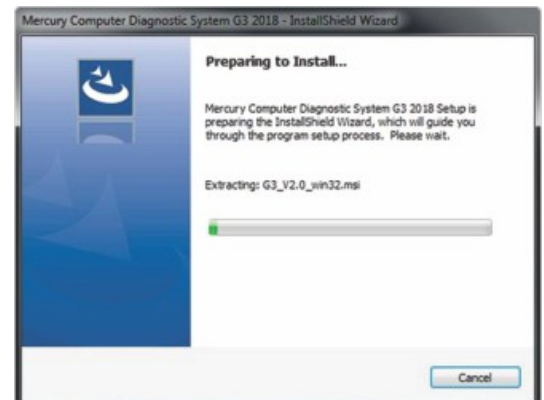 Mercury Computer Diagnostic System G3 2018 - InstallShield Wizard
Preparing to Install...
Mercury Computer Diagnostic System G3 2018 Setup is
preparing the InstallShield Wizard, which will guide you
through the program setup process. Please wait.
Extracting: G3_V2.0_win32.msi
Cancel